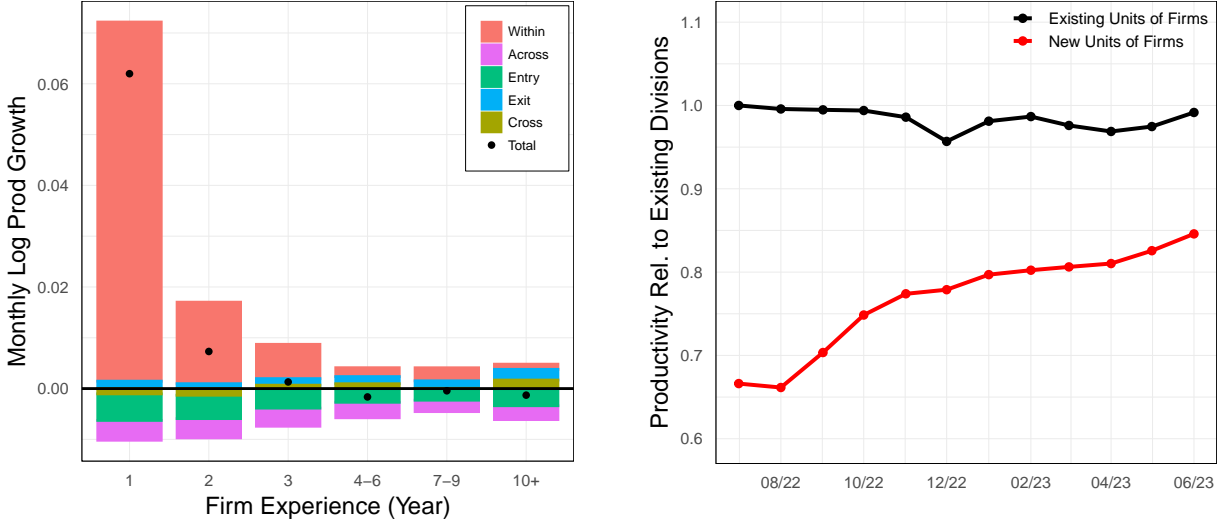 Monthly Log Prod Growth
0.06
0.04
0.02
0.00
Within
Across
Entry
Exit
Cross
Total
1
2
3
4–6
7–9
10+
Firm Experience (Year)
Productivity Rel. to Existing Divisions
1.1
1.0
0.9
0.8
0.7
0.6
Existing Units of Firms
New Units of Firms
08/22
10/22
12/22
02/23
04/23
06/23